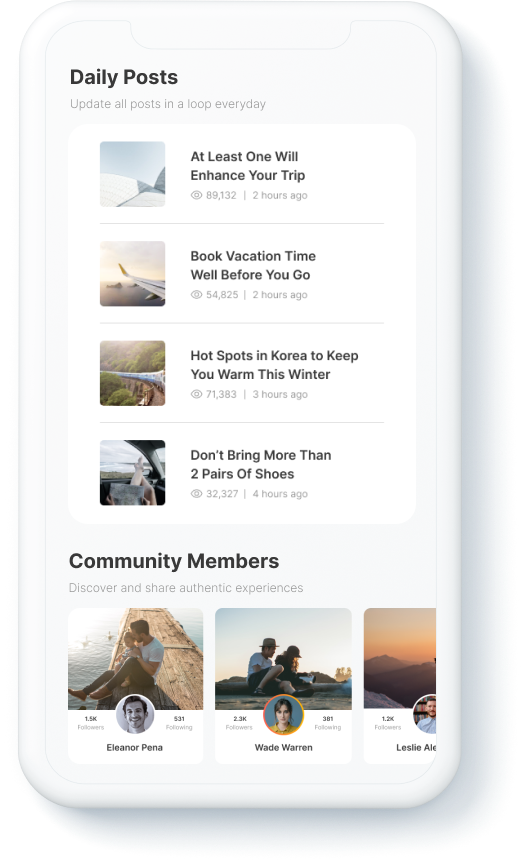 Daily Posts
Update all posts in a loop everyday
At Least One Will
Enhance Your Trip
89,132 | 2 hours ago
Book Vacation Time
Well Before You Go
54,825 | 2 hours ago
Hot Spots in Korea to Keep
You Warm This Winter
71,383 | 3 hours ago
Don't Bring More Than
2 Pairs Of Shoes
32,327 | 4 hours ago
Community Members
Discover and share authentic experiences
1.5K
Followers
531
Following
Eleanor Pena
2.3K
Followers
381
Following
Wade Warren
1.2K
Followers
Leslie Ale